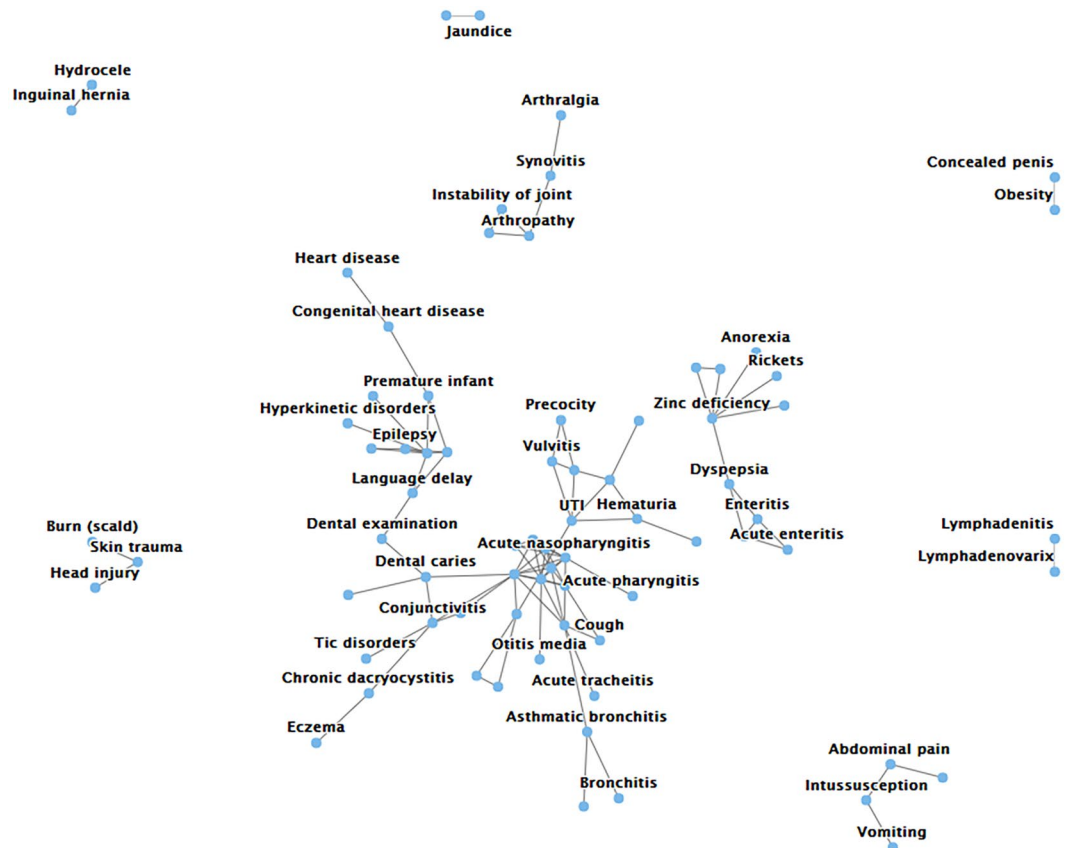 Jaundice
Hydrocele
Inguinal hernia
Arthralgia
Synovitis
Concealed penis
Instability of joint
Obesity
Arthropathy
Heart disease
Congenital heart disease
Anorexia
Rickets
Premature infant
Hyperkinetic disorders
Precocity
Zinc deficiency
Epilepsy
Vulvitis
Dyspepsia
Language delay
UTI
Hematuria
Enteritis
Dental examination
Burn (scald)
Lymphadenitis
Acute enteritis
Skin trauma
Acute nasopharyngitis
Lymphadenovarix
Dental caries
Head injury
Acute pharyngitis
Conjunctivitis
Cough
Tic disorders
Otitis media
Chronic dacryocystitis
Acute tracheitis
Asthmatic bronchitis
Eczema
Abdominal pain
Bronchitis
Intussusception
Vomiting